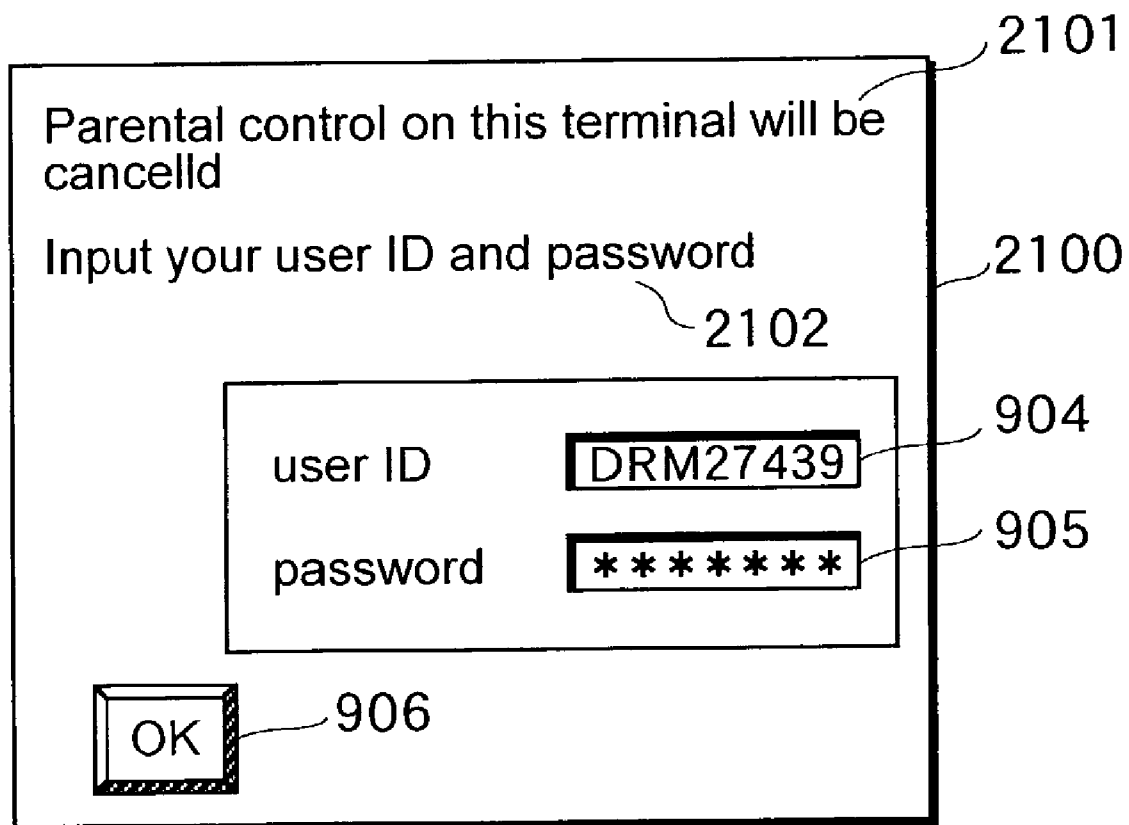 2101
Parental control on this terminal will be
cancelld
Input your user ID and password
2100
2102
user ID DRM27439 904
password ******* 905
OK 906